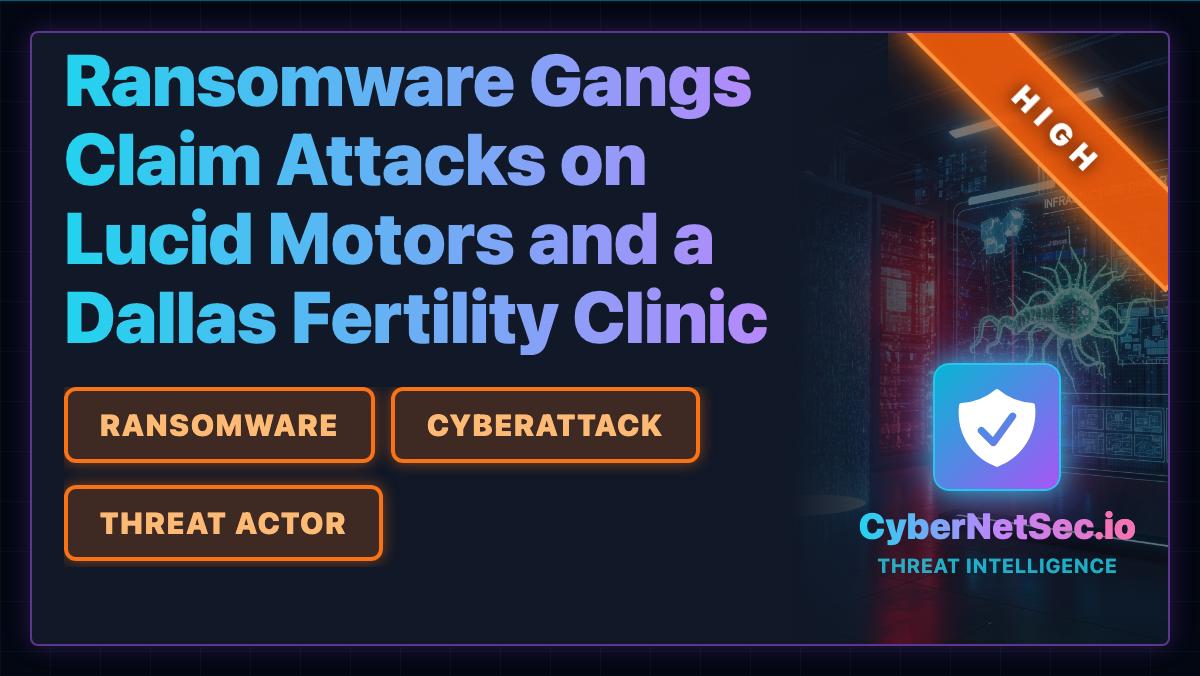 Ransomware Gangs
Claim Attacks on
Lucid Motors and a
Dallas Fertility Clinic
HIGH
RANSOMWARE
CYBERATTACK
THREAT ACTOR
CyberNetSec.io
THREAT INTELLIGENCE